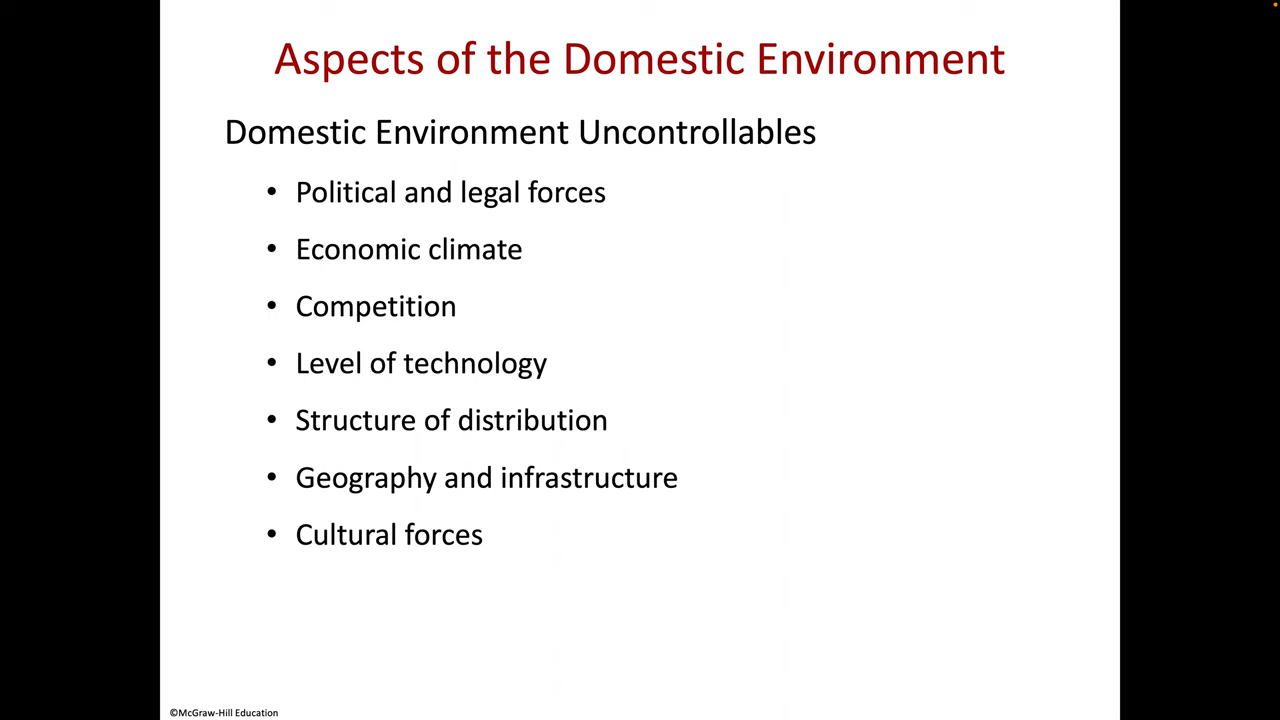 Aspects of the Domestic Environment
Domestic Environment Uncontrollables
• Political and legal forces
• Economic climate
• Competition
• Level of technology
• Structure of distribution
• Geography and infrastructure
• Cultural forces
©McGraw-Hill Education